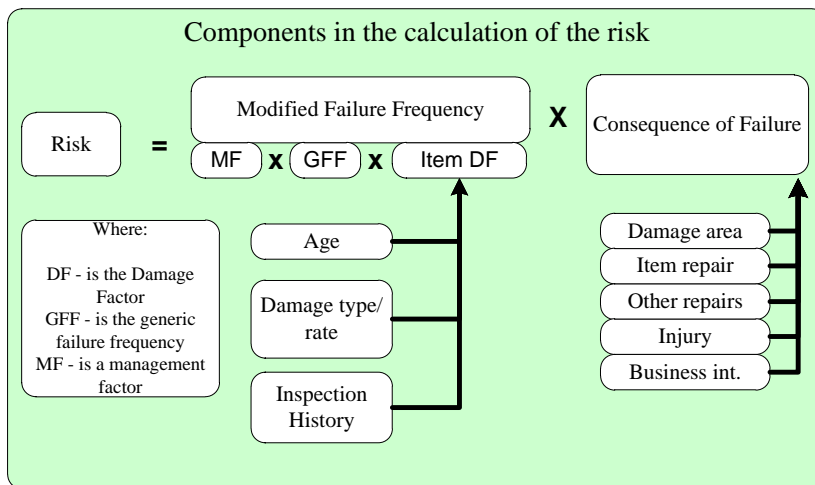 Components in the calculation of the risk
Risk
=
Modified Failure Frequency
MF x GFF x Item DF
X
Consequence of Failure
Where:
DF - is the Damage
Factor
GFF - is the generic
failure frequency
MF - is a management
factor
Age
Damage type/
rate
Inspection
History
Damage area
Item repair
Other repairs
Injury
Business int.